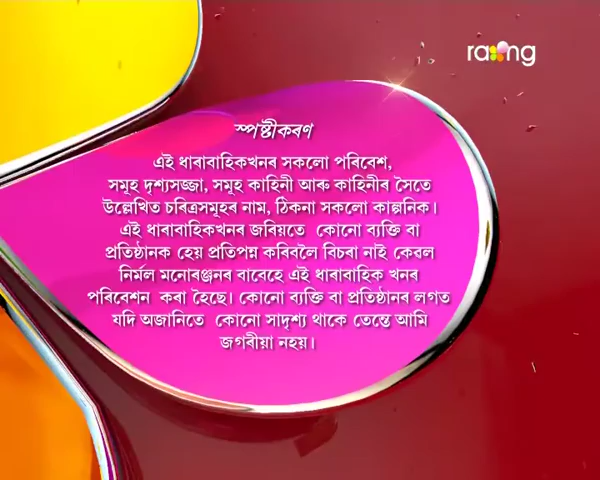 rang
স্পষ্টীকৰণ
এই ধাৰাবাহিকখনৰ সকলো পৰিবেশ,
সমূহ দৃশ্যসজ্জা, সমূহ কাহিনী আৰু কাহিনীৰ সৈতে
উল্লেখিত চৰিত্ৰসমূহৰ নাম, ঠিকনা সকলো কাল্পনিক।
এই ধাৰাবাহিকখনৰ জৰিয়তে কোনো ব্যক্তি বা
প্ৰতিষ্ঠানক হেয় প্ৰতিপন্ন কৰিবলৈ বিচৰা নাই কেৱল
নিৰ্মল মনোৰঞ্জনৰ বাবেহে এই ধাৰাবাহিক খনৰ
পৰিবেশন কৰা হৈছে। কোনো ব্যক্তি বা প্ৰতিষ্ঠানৰ লগত
যদি অজানিতে কোনো সাদৃশ্য থাকে তেন্তে আমি
জগৰীয়া নহয়।